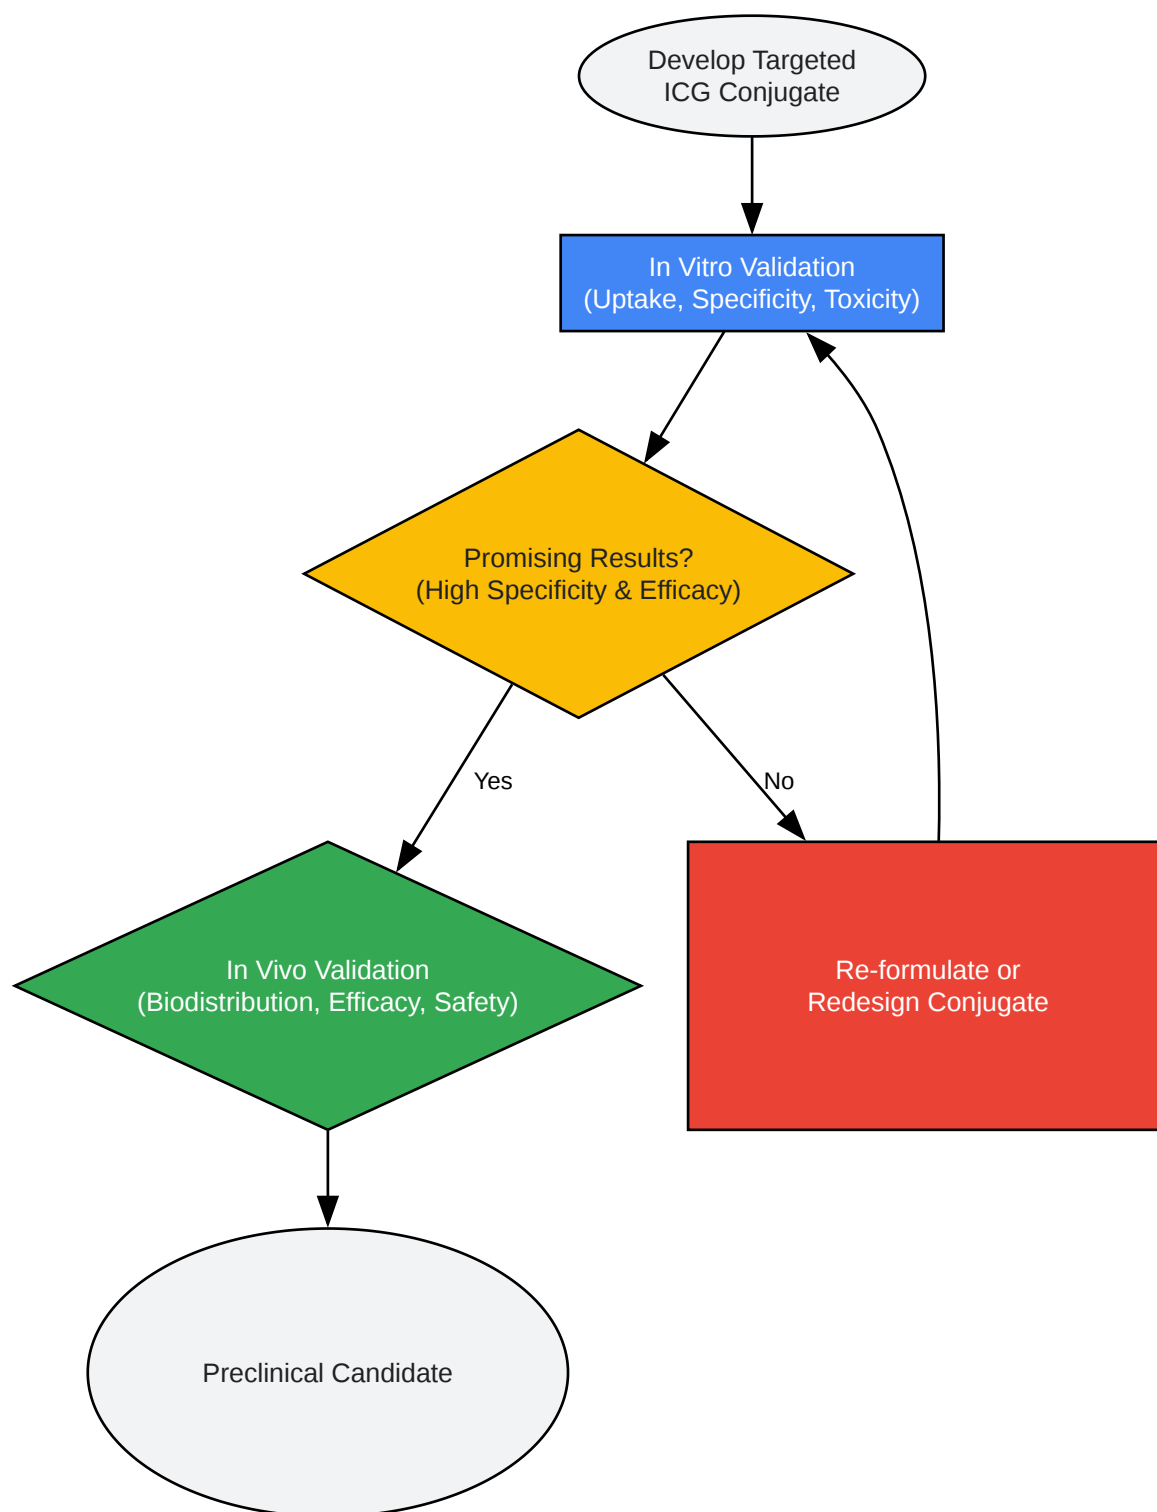 Develop Targeted
ICG Conjugate
In Vitro Validation
(Uptake, Specificity, Toxicity)
Promising Results?
(High Specificity & Efficacy)
Yes
No
In Vivo Validation
(Biodistribution, Efficacy, Safety)
Re-formulate or
Redesign Conjugate
Preclinical Candidate